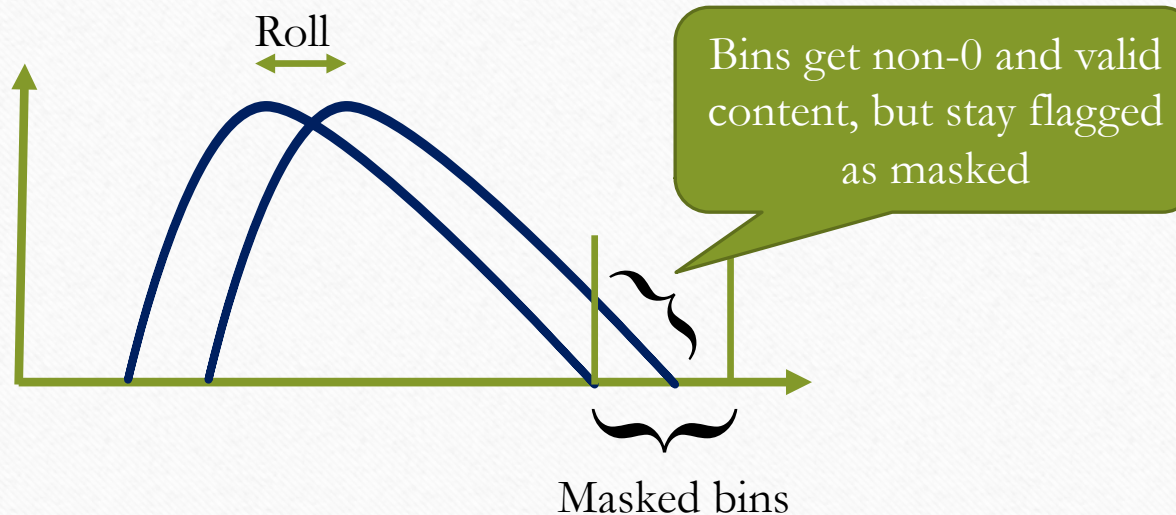 Roll
Bins get non-0 and valid
content, but stay flagged
as masked
Masked bins